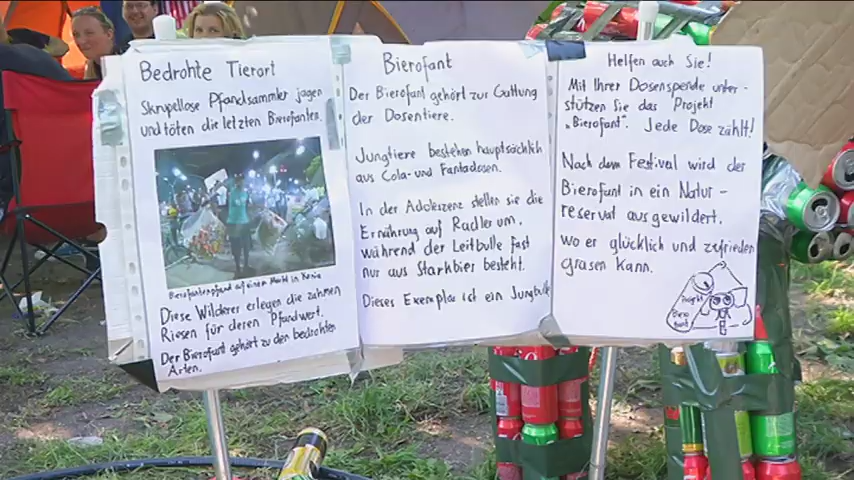 Bedrohte Tierart
Skrupellose Pfandsammler jagen
und töten die letzten Bierofanten.
Bierofantenpfand auf einem Markt in Kenia
Diese Wilderer erlegen die zahmen
Riesen für deren Pfandwert.
Der Bierofant gehört zu den bedrohten
Arten.
Bierofant
Der Bierofant gehört zur Gattung
der Dosentiere.
Jungtiere bestehen hauptsächlich
aus Cola- und Fantadosen.
In der Adoleszenz stellen sie die
Ernährung auf Radler um,
während der Leitbulle fast
nur aus Starkbier besteht.
Dieses Exemplar ist ein Jungbulle
Helfen auch Sie!
Mit Ihrer Dosenspende unter-
stützen Sie das Projekt
„Bierofant". Jede Dose zählt!
Nach dem Festival wird der
Bierofant in ein Natur-
reservat ausgewildert,
wo er glücklich und zufrieden
grasen kann.
Projekt
Biero
fant